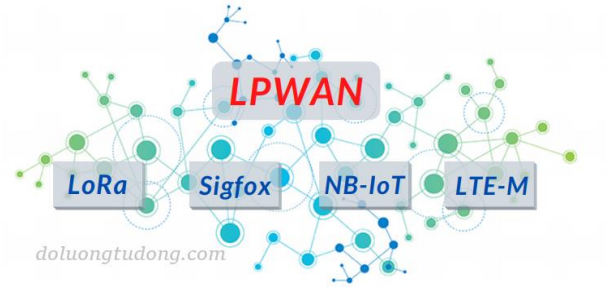 LPWAN
LoRa
Sigfox
NB-IoT
LTE-M
doluongtudong.com